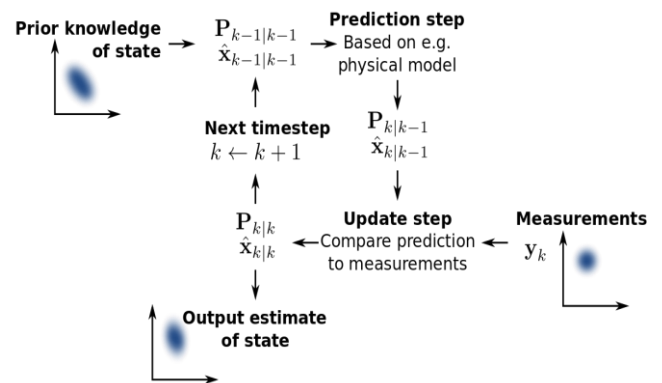 Prior knowledge
of state
P_{k−1|k−1}
x̂_{k−1|k−1}
Prediction step
Based on e.g.
physical model
P_{k|k−1}
x̂_{k|k−1}
Next timestep
k ← k + 1
P_{k|k}
x̂_{k|k}
Update step
Compare prediction
to measurements
Measurements
y_k
Output estimate
of state